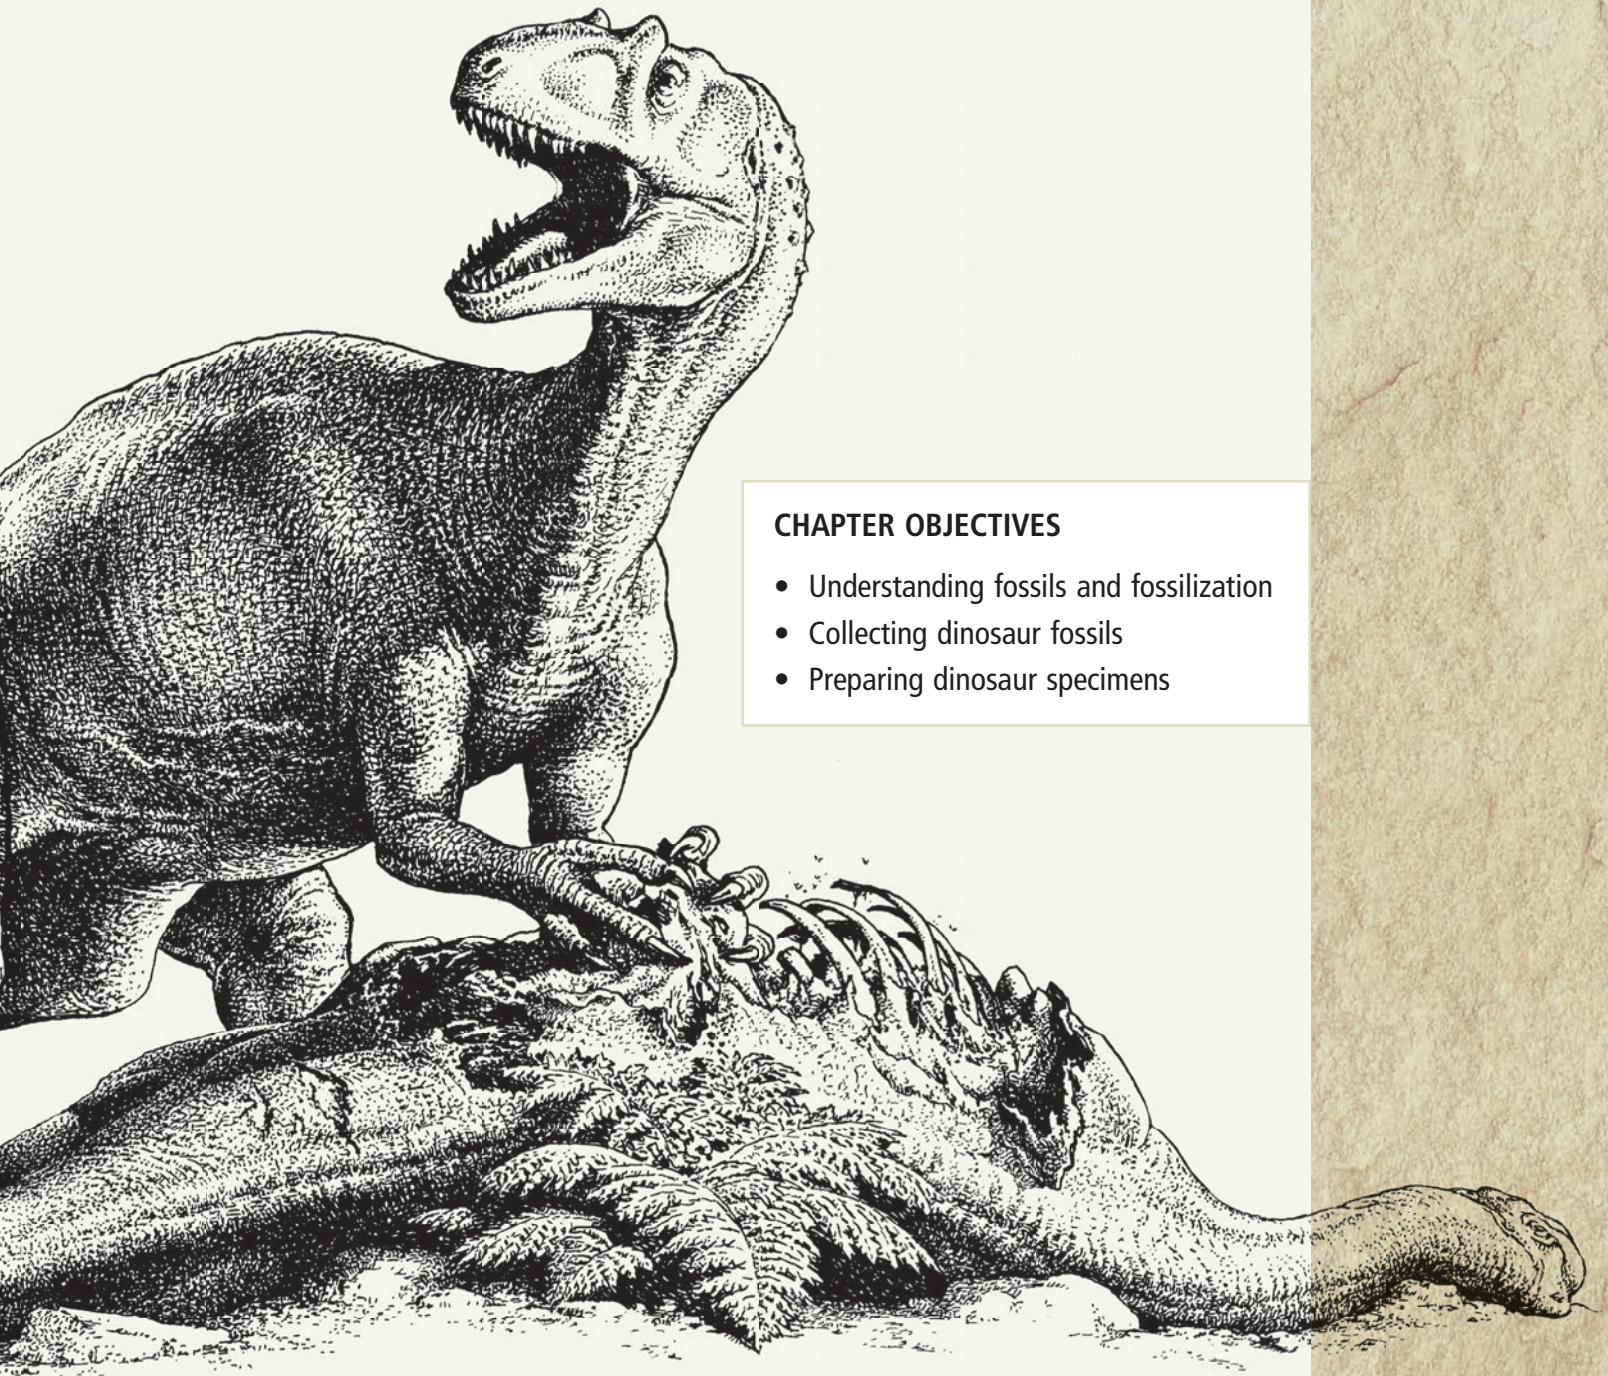 CHAPTER OBJECTIVES
• Understanding fossils and fossilization
• Collecting dinosaur fossils
• Preparing dinosaur specimens